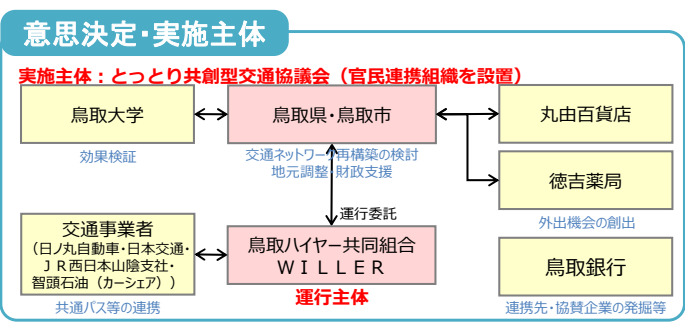 意思決定・実施主体
実施主体：とっとり共創型交通協議会（官民連携組織を設置）
鳥取大学
効果検証
鳥取県・鳥取市
交通ネットワーク再構築の検討
地元調整・財政支援
丸由百貨店
徳吉薬局
外出機会の創出
運行委託
交通事業者
（日ノ丸自動車・日本交通・
ＪＲ西日本山陰支社・
智頭石油（カーシェア））
共通パス等の連携
鳥取ハイヤー共同組合
ＷＩＬＬＥＲ
運行主体
鳥取銀行
連携先・協賛企業の発掘等